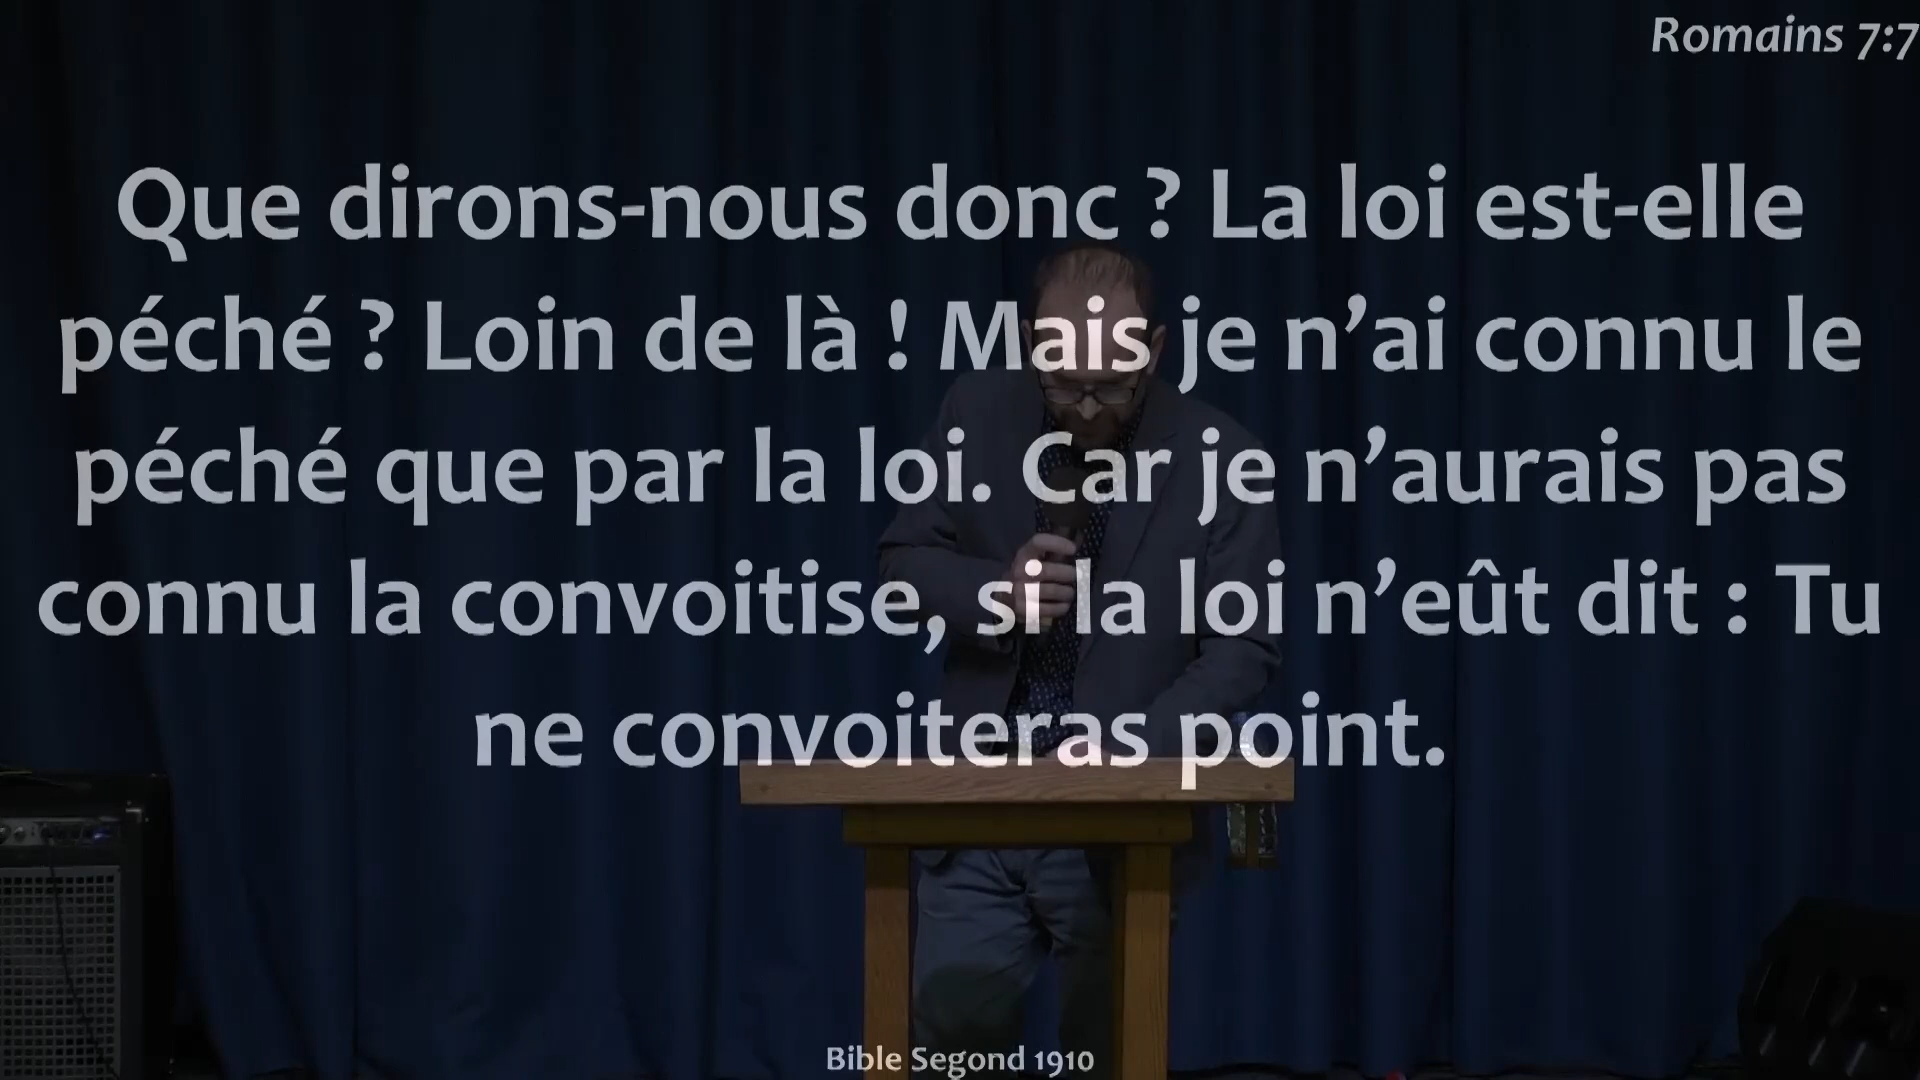 Romains 7:7
Que dirons-nous donc ? La loi est-elle
péché ? Loin de là ! Mais je n’ai connu le
péché que par la loi. Car je n’aurais pas
connu la convoitise, si la loi n’eût dit : Tu
ne convoiteras point.
Bible Segond 1910